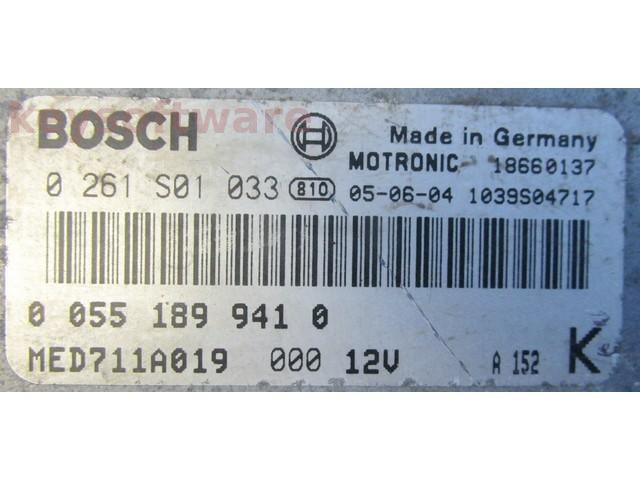 keysoftware
BOSCH Made in Germany
MOTRONIC 18660137
0 261 S01 033 810 05-06-04 1039S04717
0 055 189 941 0
MED711A019 000 12V A 152 K